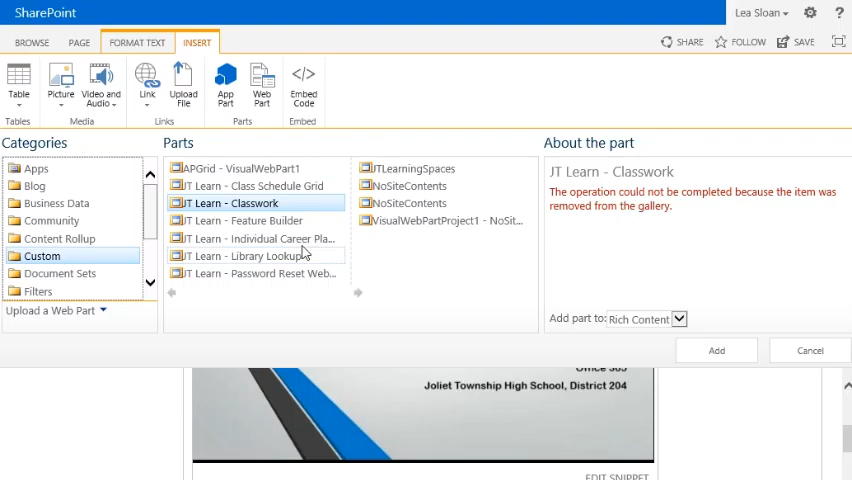 SharePoint
Lea Sloan
?
BROWSE
PAGE
FORMAT TEXT
INSERT
SHARE
FOLLOW
SAVE
Table
Picture
Video and
Audio
Link
Upload
File
App
Part
Web
Part
Embed
Code
Tables
Media
Links
Parts
Embed
Categories
Apps
Blog
Business Data
Community
Content Rollup
Custom
Document Sets
Filters
Upload a Web Part
Parts
APGrid - VisualWebPart1
JT Learn - Class Schedule Grid
JT Learn - Classwork
JT Learn - Feature Builder
JT Learn - Individual Career Pla...
JT Learn - Library Lookup
JT Learn - Password Reset Web...
JTLearningSpaces
NoSiteContents
NoSiteContents
VisualWebPartProject1 - NoSit...
About the part
JT Learn - Classwork
The operation could not be completed because the item was
removed from the gallery.
Add part to: Rich Content
Add
Cancel
Office 365
Joliet Township High School, District 204
EDIT SNIPPET